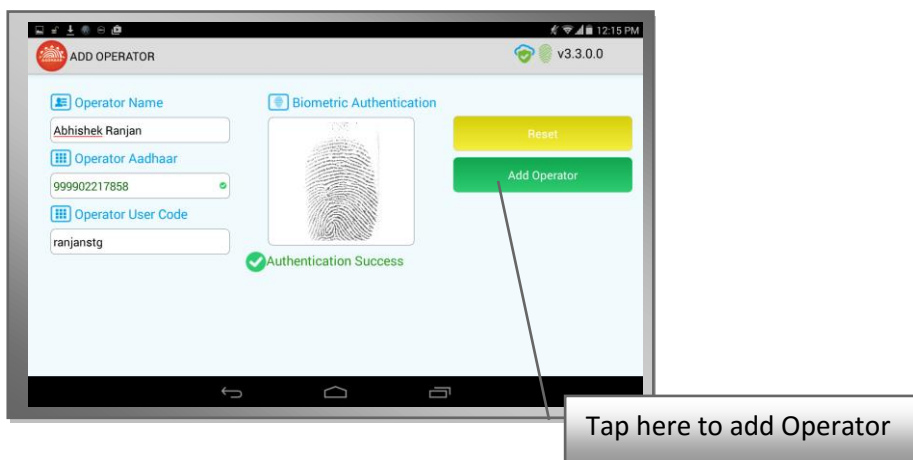 12:15 PM
ADD OPERATOR
v3.3.0.0
Operator Name
Abhishek Ranjan
Operator Aadhaar
999902217858
Operator User Code
ranjanstg
Biometric Authentication
Authentication Success
Reset
Add Operator
Tap here to add Operator